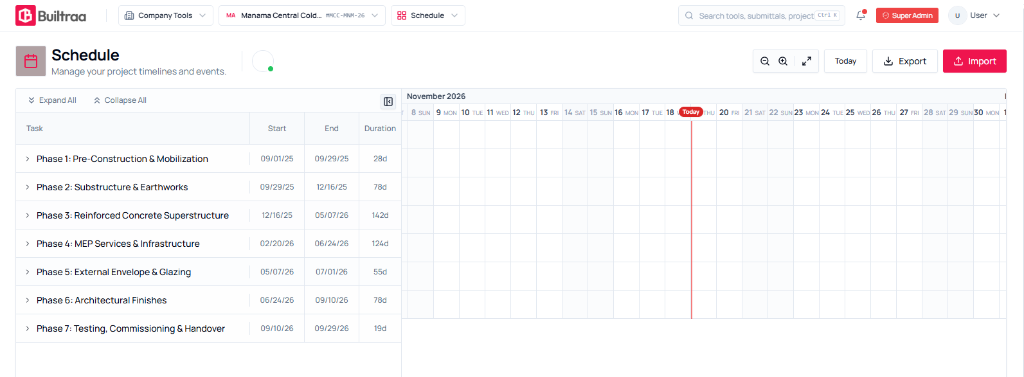 Builtraa
Company Tools
MA Manama Central Cold... MMCC-MNM-26
Schedule
Search tools, submittals, project Ctrl K
Super Admin
U User
Schedule
Manage your project timelines and events.
Today
Export
Import
Expand All Collapse All
November 2026
8 SUN 9 MON 10 TUE 11 WED 12 THU 13 FRI 14 SAT 15 SUN 16 MON 17 TUE 18 Today THU 20 FRI 21 SAT 22 SUN 23 MON 24 TUE 25 WED 26 THU 27 FRI 28 SAT 29 SUN 30 MON
Task Start End Duration
Phase 1: Pre-Construction & Mobilization 09/01/25 09/29/25 28d
Phase 2: Substructure & Earthworks 09/29/25 12/16/25 78d
Phase 3: Reinforced Concrete Superstructure 12/16/25 05/07/26 142d
Phase 4: MEP Services & Infrastructure 02/20/26 06/24/26 124d
Phase 5: External Envelope & Glazing 05/07/26 07/01/26 55d
Phase 6: Architectural Finishes 06/24/26 09/10/26 78d
Phase 7: Testing, Commissioning & Handover 09/10/26 09/29/26 19d